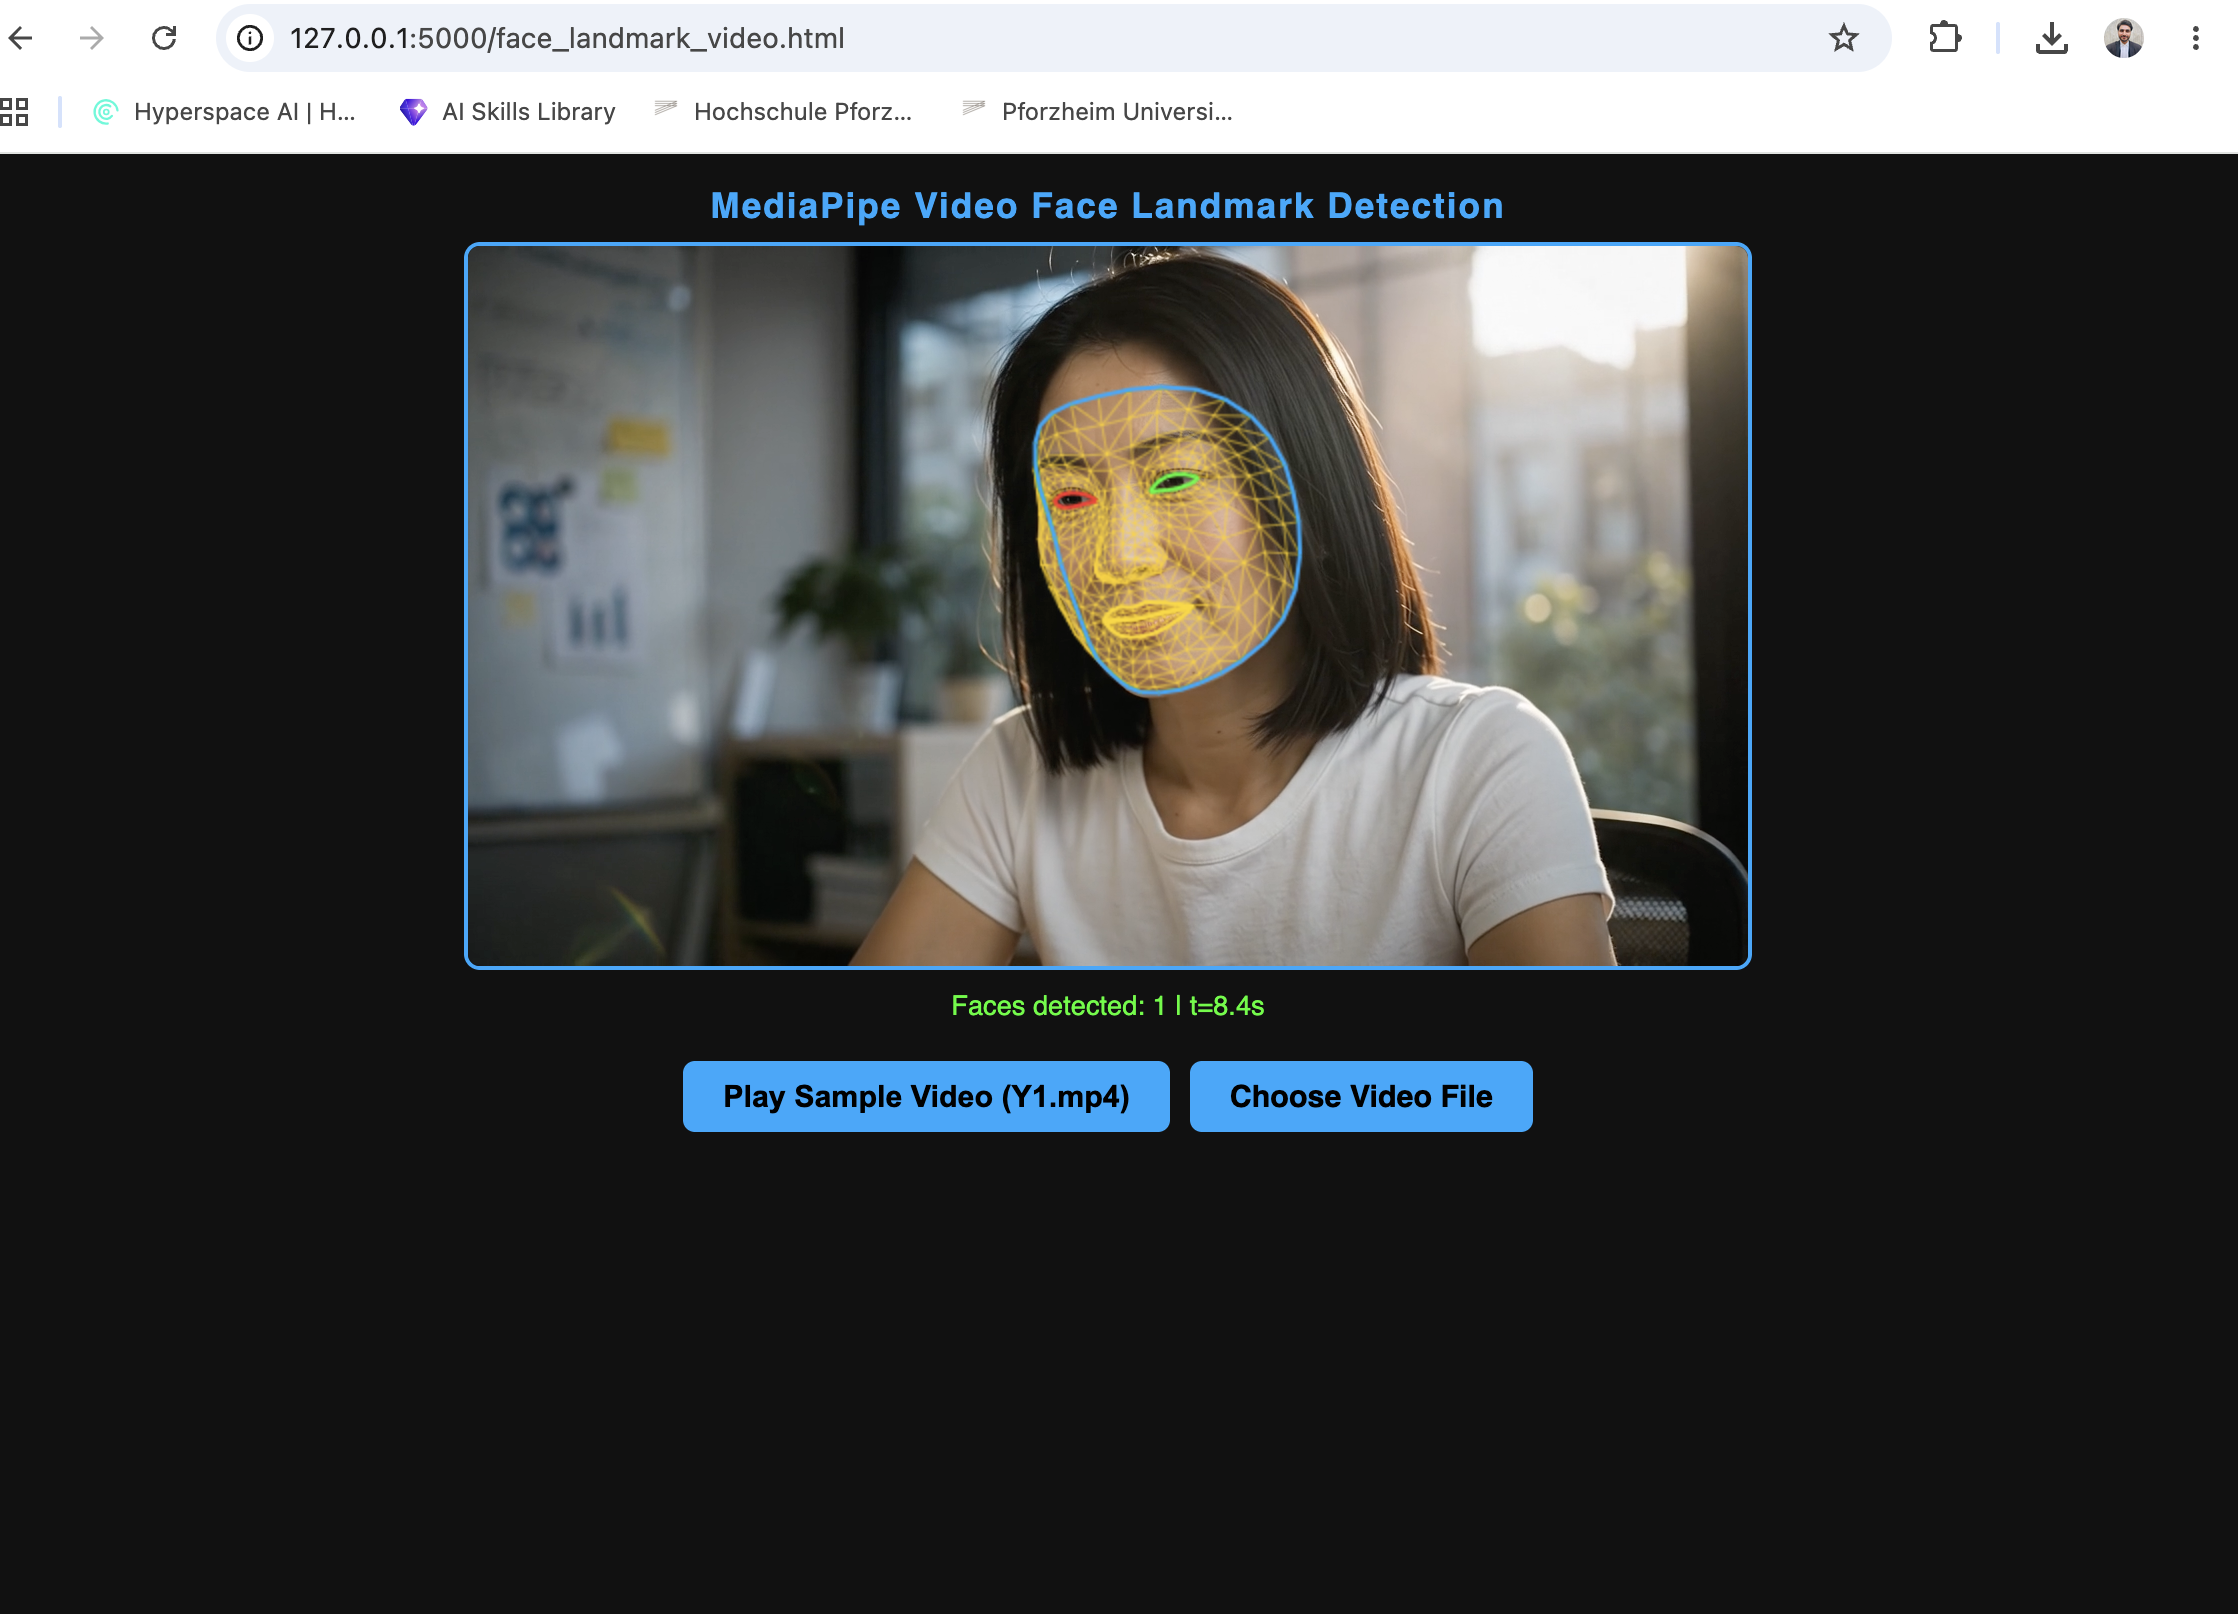 127.0.0.1:5000/face_landmark_video.html
Hyperspace AI | H... AI Skills Library Hochschule Pforz... Pforzheim Universi...
MediaPipe Video Face Landmark Detection
Faces detected: 1 | t=8.4s
Play Sample Video (Y1.mp4) Choose Video File